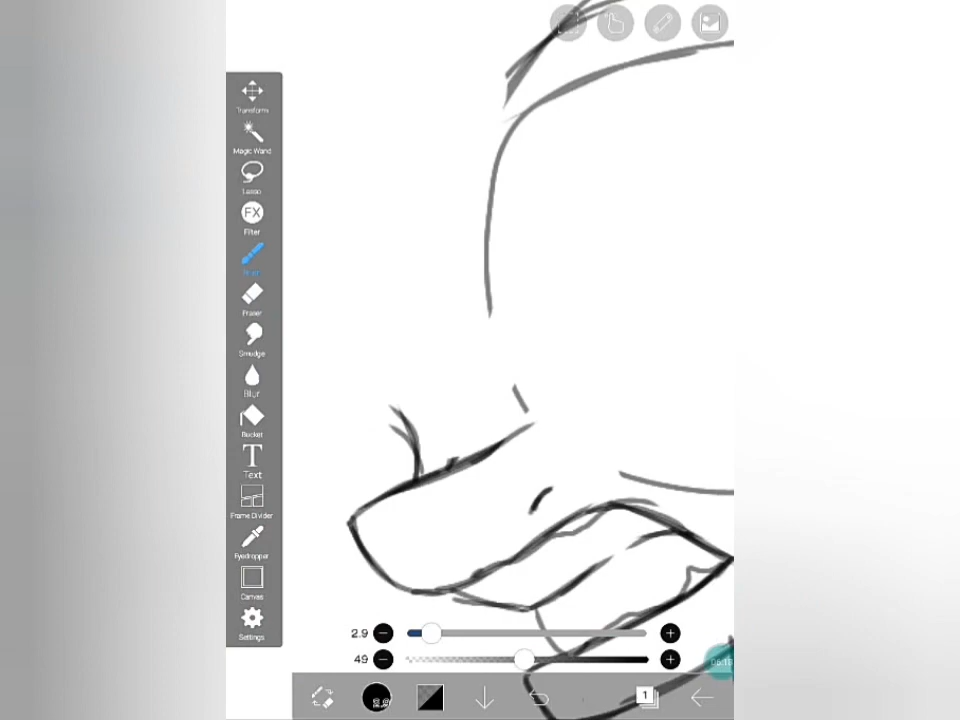 Transform
Magic Wand
Lasso
FX
Filter
Eraser
Smudge
Blur
Bucket
T
Text
Frame Divider
Eyedropper
Canvas
Settings
2.9
49
1